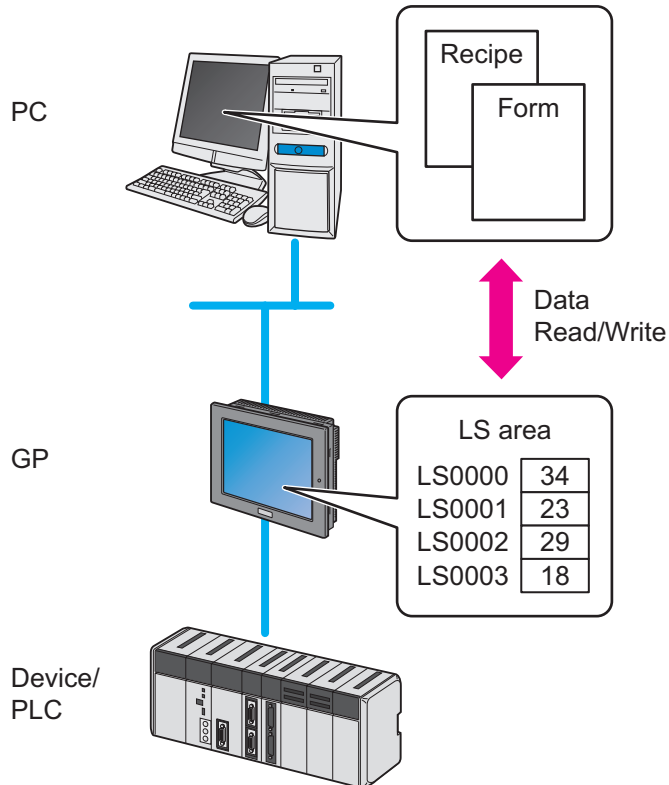 PC
Recipe
Form
Data
Read/Write
GP
LS area
LS0000 34
LS0001 23
LS0002 29
LS0003 18
Device/
PLC